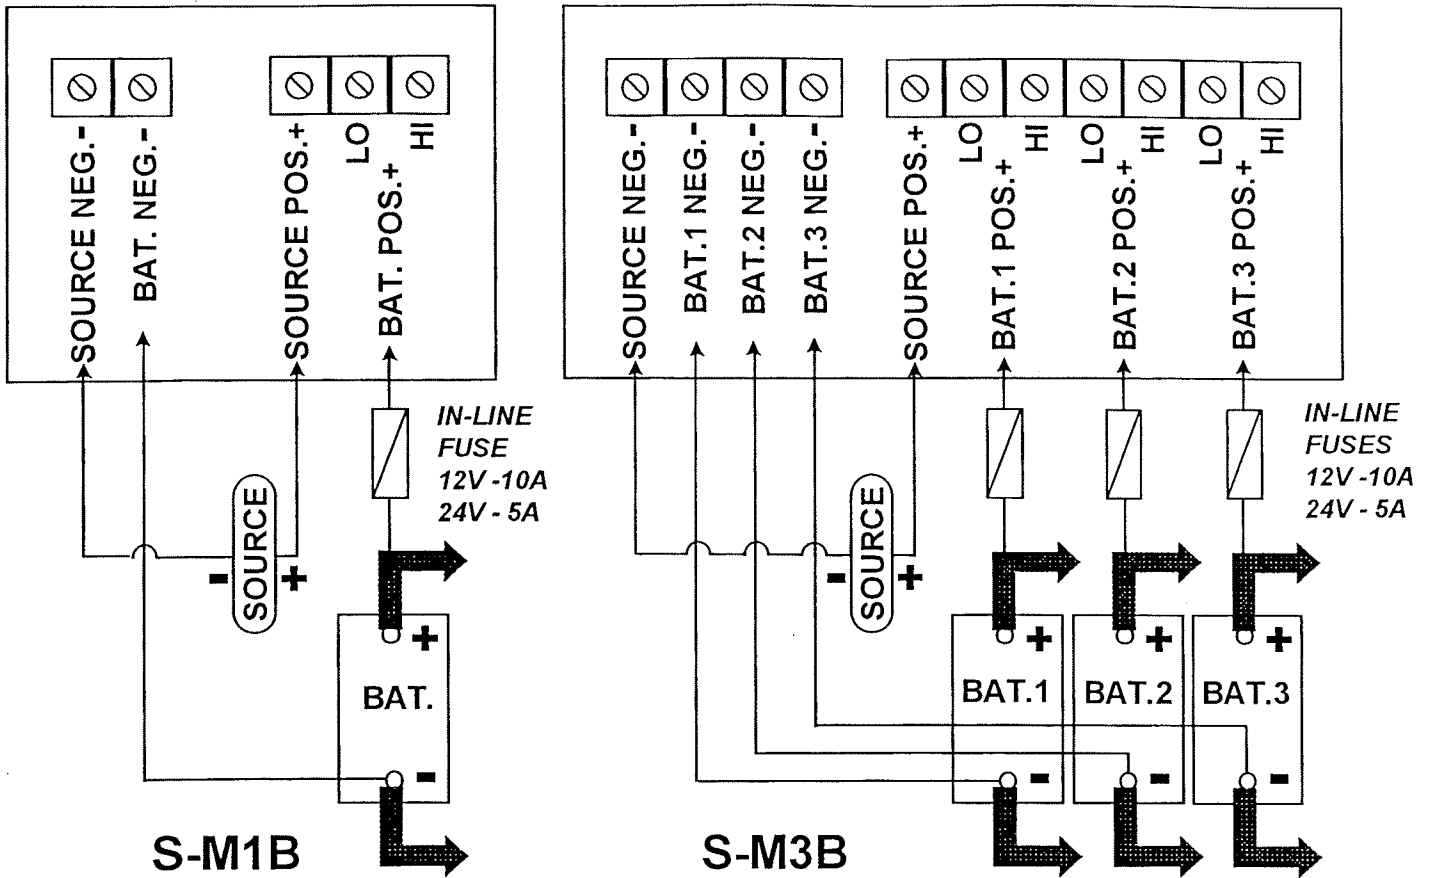 SOURCE NEG.-
BAT. NEG.-
SOURCE POS.+
LO
HI
BAT. POS.+
IN-LINE
FUSE
12V -10A
24V - 5A
- SOURCE +
+
BAT.
-
S-M1B
SOURCE NEG.-
BAT.1 NEG.-
BAT.2 NEG.-
BAT.3 NEG.-
SOURCE POS.+
LO
HI
BAT.1 POS.+
LO
HI
BAT.2 POS.+
LO
HI
BAT.3 POS.+
IN-LINE
FUSES
12V -10A
24V - 5A
- SOURCE +
+
BAT.1
-
+
BAT.2
-
+
BAT.3
-
S-M3B